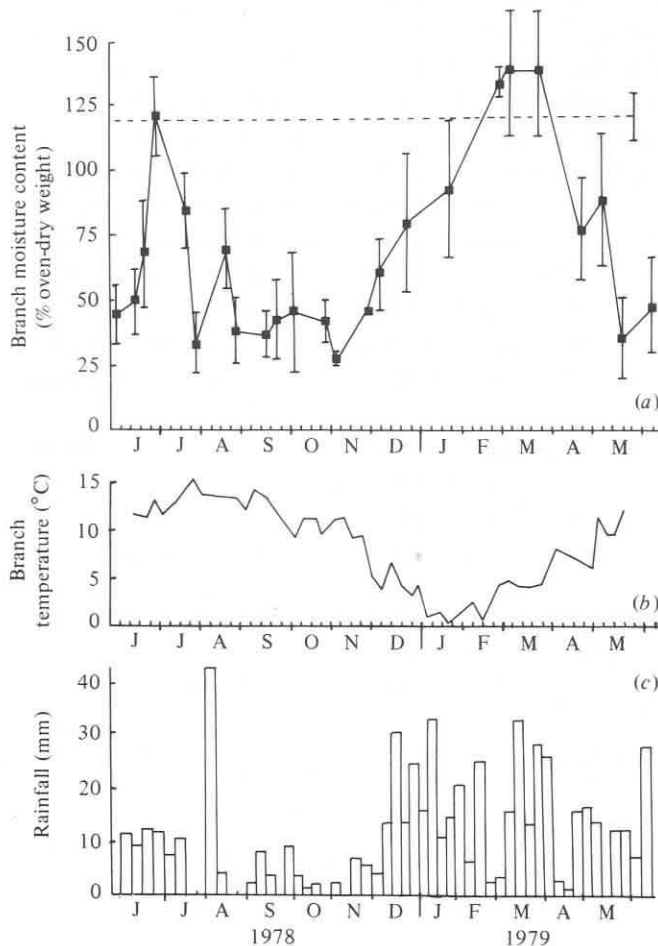 150
125
100
75
50
25
0
Branch moisture content
(% oven-dry weight)
(a)
J J A S O N D J F M A M
15
10
5
0
Branch
temperature (°C)
(b)
J J A S O N D J F M A M
40
30
20
10
0
Rainfall (mm)
(c)
J J A S O N D J F M A M
1978 1979